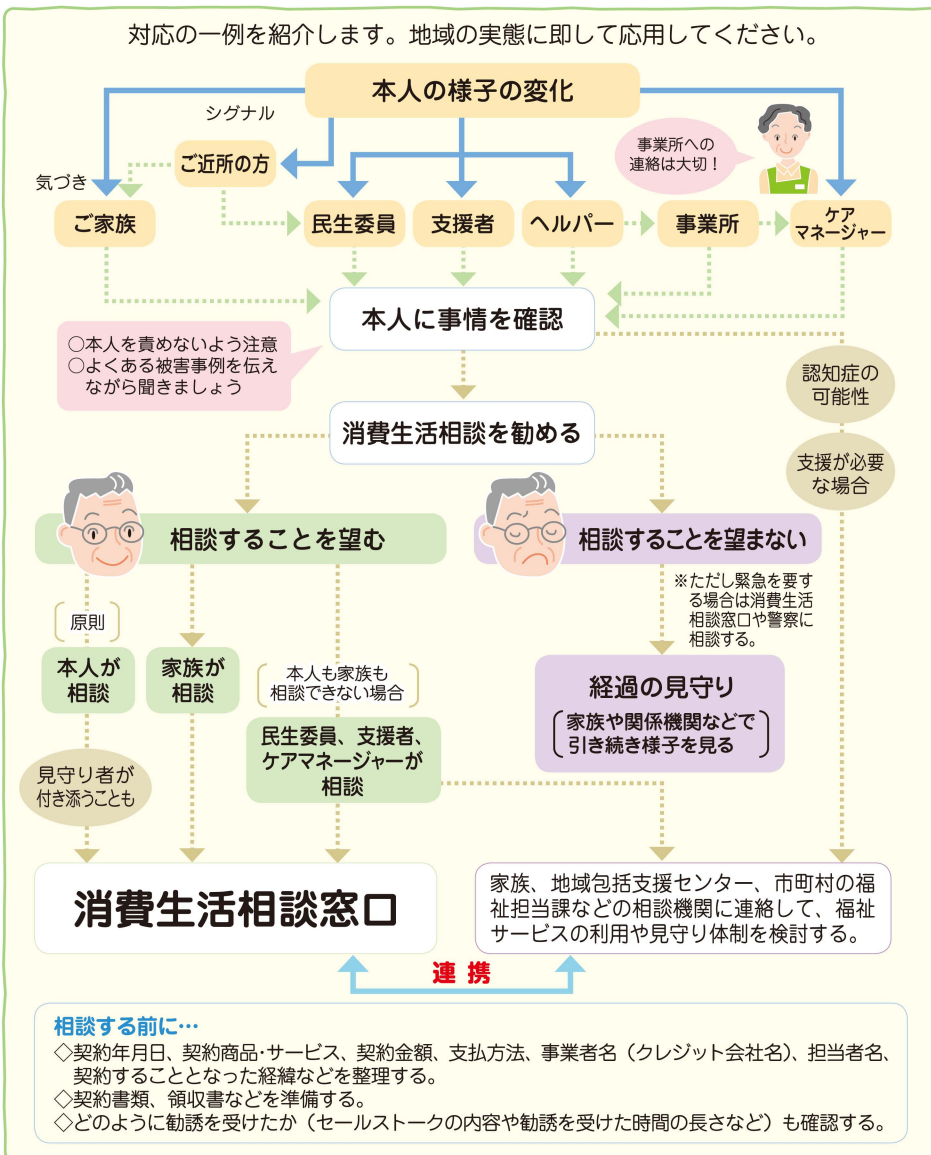 対応の一例を紹介します。地域の実態に即して応用してください。
本人の様子の変化
シグナル
事業所への
連絡は大切！
ご近所の方
気づき
ご家族
民生委員
支援者
ヘルパー
事業所
ケア
マネージャー
本人に事情を確認
○本人を責めないよう注意
○よくある被害事例を伝え
ながら聞きましょう
認知症の
可能性
消費生活相談を勧める
支援が必要
な場合
相談することを望む
相談することを望まない
※ただし緊急を要す
る場合は消費生活
相談窓口や警察に
相談する。
原則
本人が
相談
家族が
相談
本人も家族も
相談できない場合
経過の見守り
家族や関係機関などで
引き続き様子を見る
民生委員、支援者、
ケアマネージャーが
相談
見守り者が
付き添うことも
消費生活相談窓口
家族、地域包括支援センター、市町村の福
祉担当課などの相談機関に連絡して、福祉
サービスの利用や見守り体制を検討する。
連携
相談する前に…
◇契約年月日、契約商品・サービス、契約金額、支払方法、事業者名（クレジット会社名）、担当者名、
契約することとなった経緯などを整理する。
◇契約書類、領収書などを準備する。
◇どのように勧誘を受けたか（セールストークの内容や勧誘を受けた時間の長さなど）も確認する。